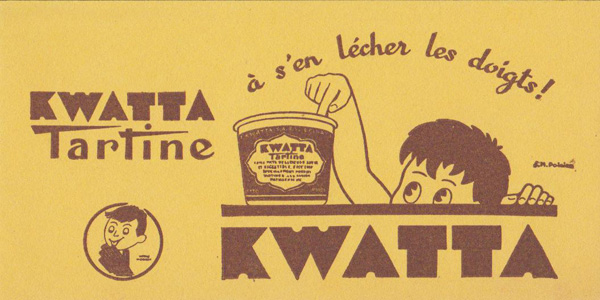 à s'en lécher les doigts!
KWATTA
Tartine
KWATTA
Tartine
KWATTA